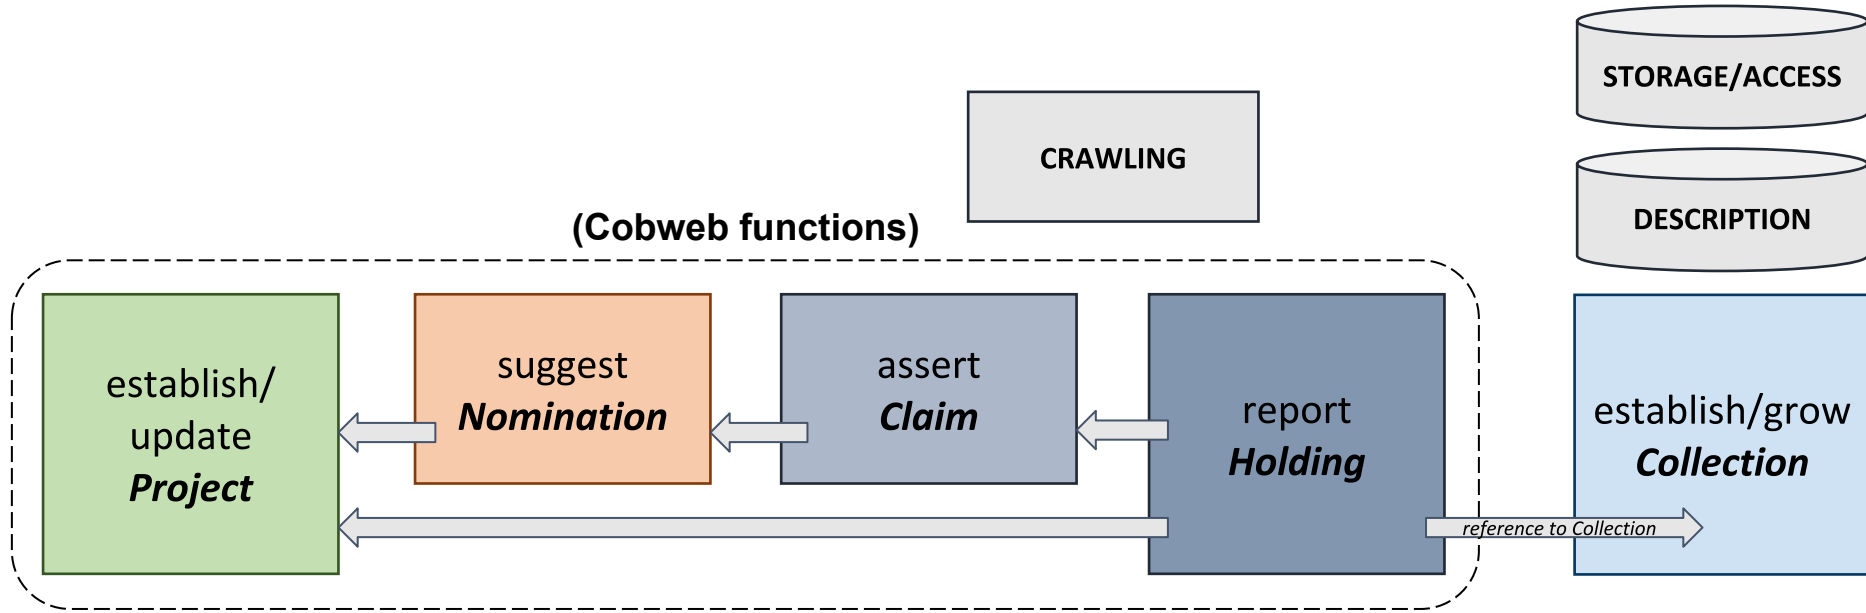 STORAGE/ACCESS
CRAWLING
DESCRIPTION
(Cobweb functions)
establish/
update
Project
suggest
Nomination
assert
Claim
report
Holding
establish/grow
Collection
reference to Collection